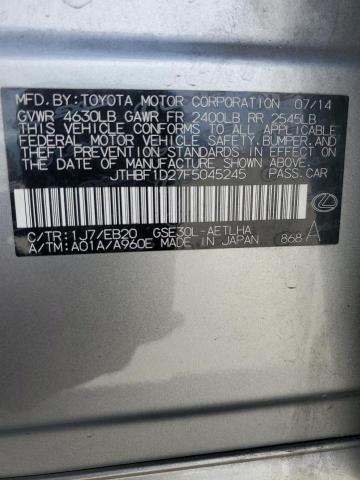 MFD.BY:TOYOTA MOTOR CORPORATION 07/14
GVWR 4630LB GAWR FR 2400LB RR 2545LB
THIS VEHICLE CONFORMS TO ALL APPLICABLE
FEDERAL MOTOR VEHICLE SAFETY,BUMPER,AND
THEFT PREVENTION STANDARDS IN EFFECT ON
THE DATE OF MANUFACTURE SHOWN ABOVE.
JTHBF1D27F5045245 PASS.CAR
C/TR:1J7/EB20 GSE30L-AETLHA
A/TM:A01A/A960E MADE IN JAPAN 868 A